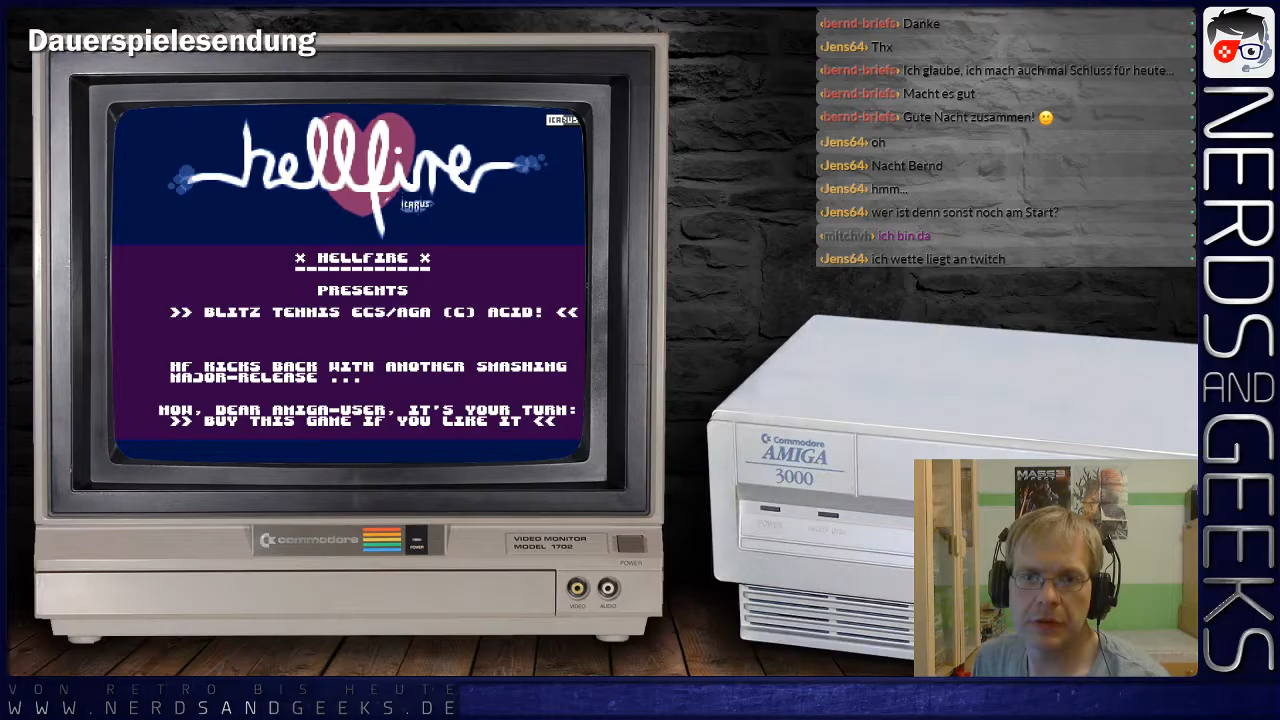 Dauerspielesendung
ICARUS
hellfire
ICARUS
X HELLFIRE X
PRESENTS
>> BLITZ TENNIS ECS/AGA (C) ACID! <<
HF KICKS BACK WITH ANOTHER SMASHING
MAJOR-RELEASE ...
NOW, DEAR AMIGA-USER, IT'S YOUR TURN:
>> BUY THIS GAME IF YOU LIKE IT <<
commodore
POWER
VIDEO MONITOR
MODEL 1702
POWER
VIDEO
AUDIO
‹bernd-briefs› Danke
‹Jens64› Thx
‹bernd-briefs› Ich glaube, ich mach auch mal Schluss für heute...
‹bernd-briefs› Macht es gut
‹bernd-briefs› Gute Nacht zusammen! 🙂
‹Jens64› oh
‹Jens64› Nacht Bernd
‹Jens64› hmm...
‹Jens64› wer ist denn sonst noch am Start?
‹mitchvh› ich bin da
‹Jens64› ich wette liegt an twitch
Commodore
AMIGA
3000
POWER
MASS
NERDS AND GEEKS
VON RETRO BIS HEUTE
WWW.NERDSANDGEEKS.DE